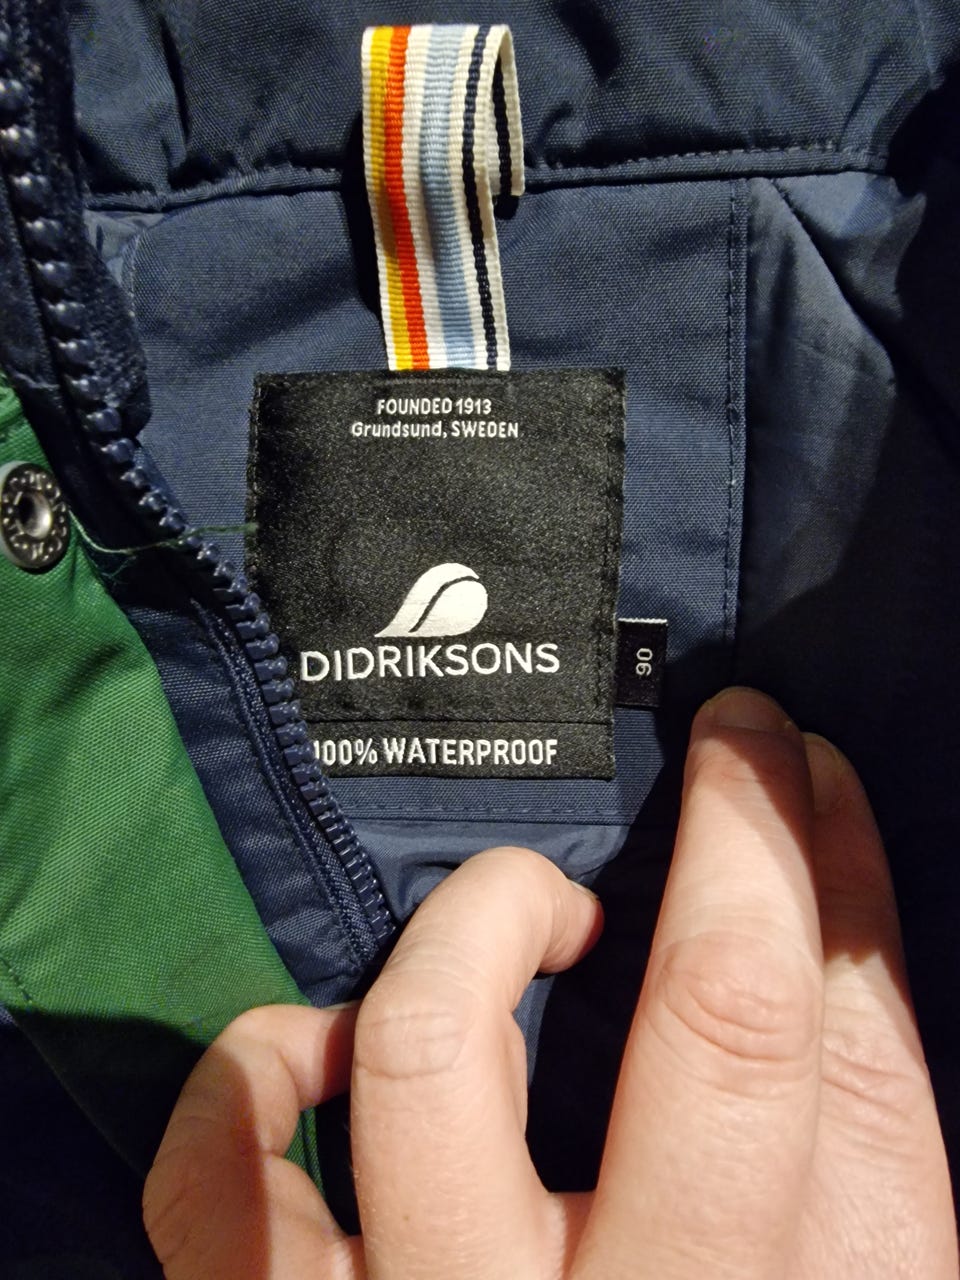 FOUNDED 1913
Grundsund, SWEDEN
DIDRIKSONS
90
100% WATERPROOF